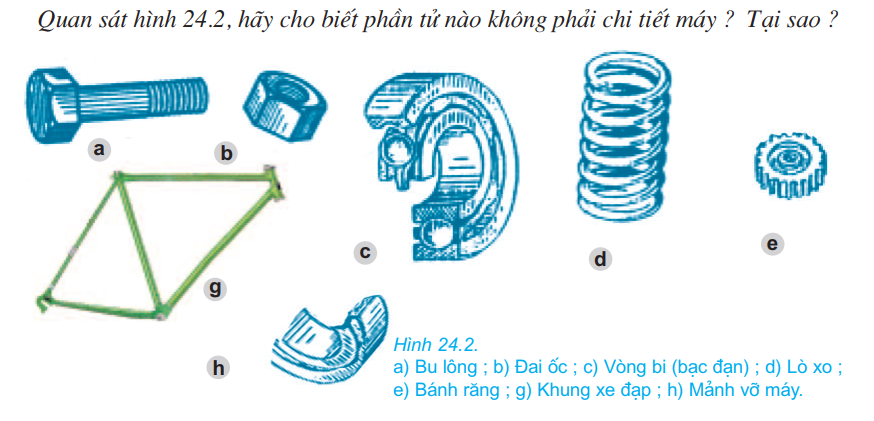 Quan sát hình 24.2, hãy cho biết phần tử nào không phải chi tiết máy ? Tại sao ?
a
b
c
d
e
g
h
Hình 24.2.
a) Bu lông ; b) Đai ốc ; c) Vòng bi (bạc đạn) ; d) Lò xo ;
e) Bánh răng ; g) Khung xe đạp ; h) Mảnh vỡ máy.